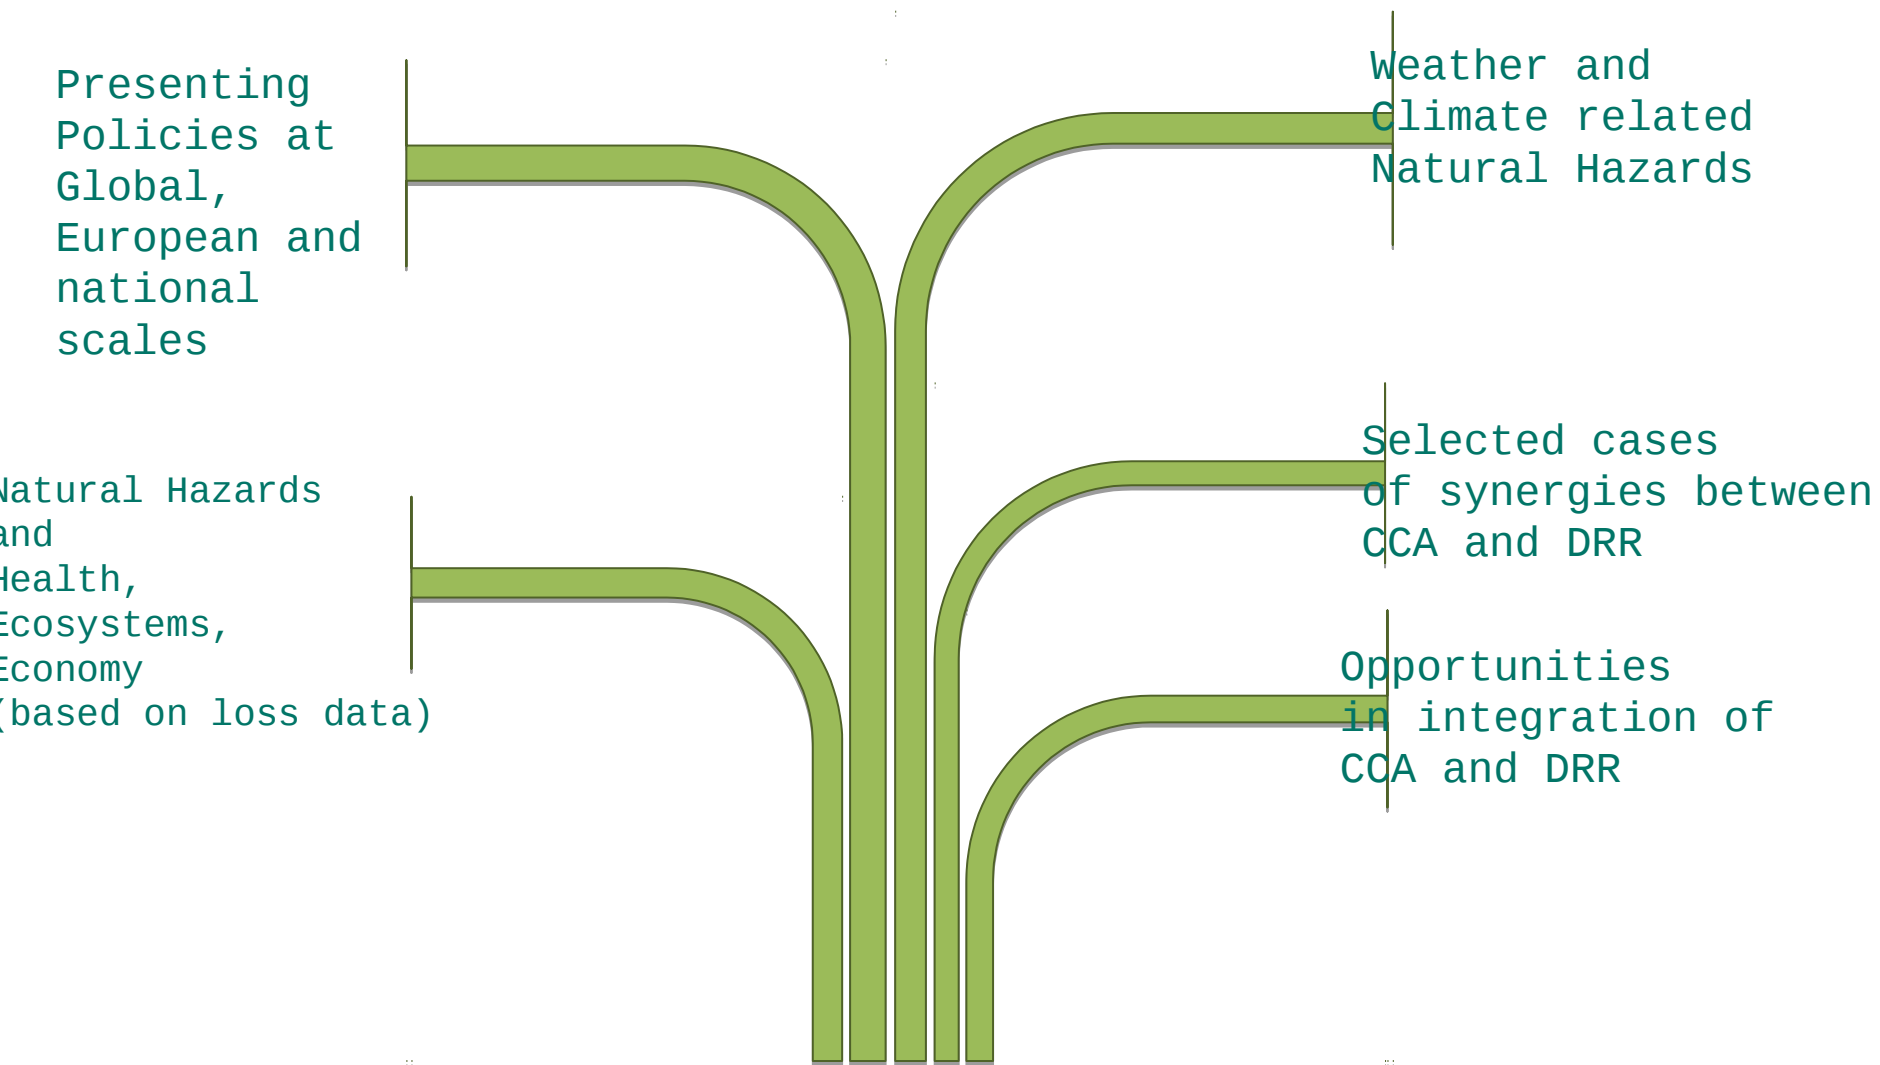 Presenting
Policies at
Global,
European and
national
scales
Natural Hazards
and
Health,
Ecosystems,
Economy
(based on loss data)
Weather and
Climate related
Natural Hazards
Selected cases
of synergies between
CCA and DRR
Opportunities
in integration of
CCA and DRR